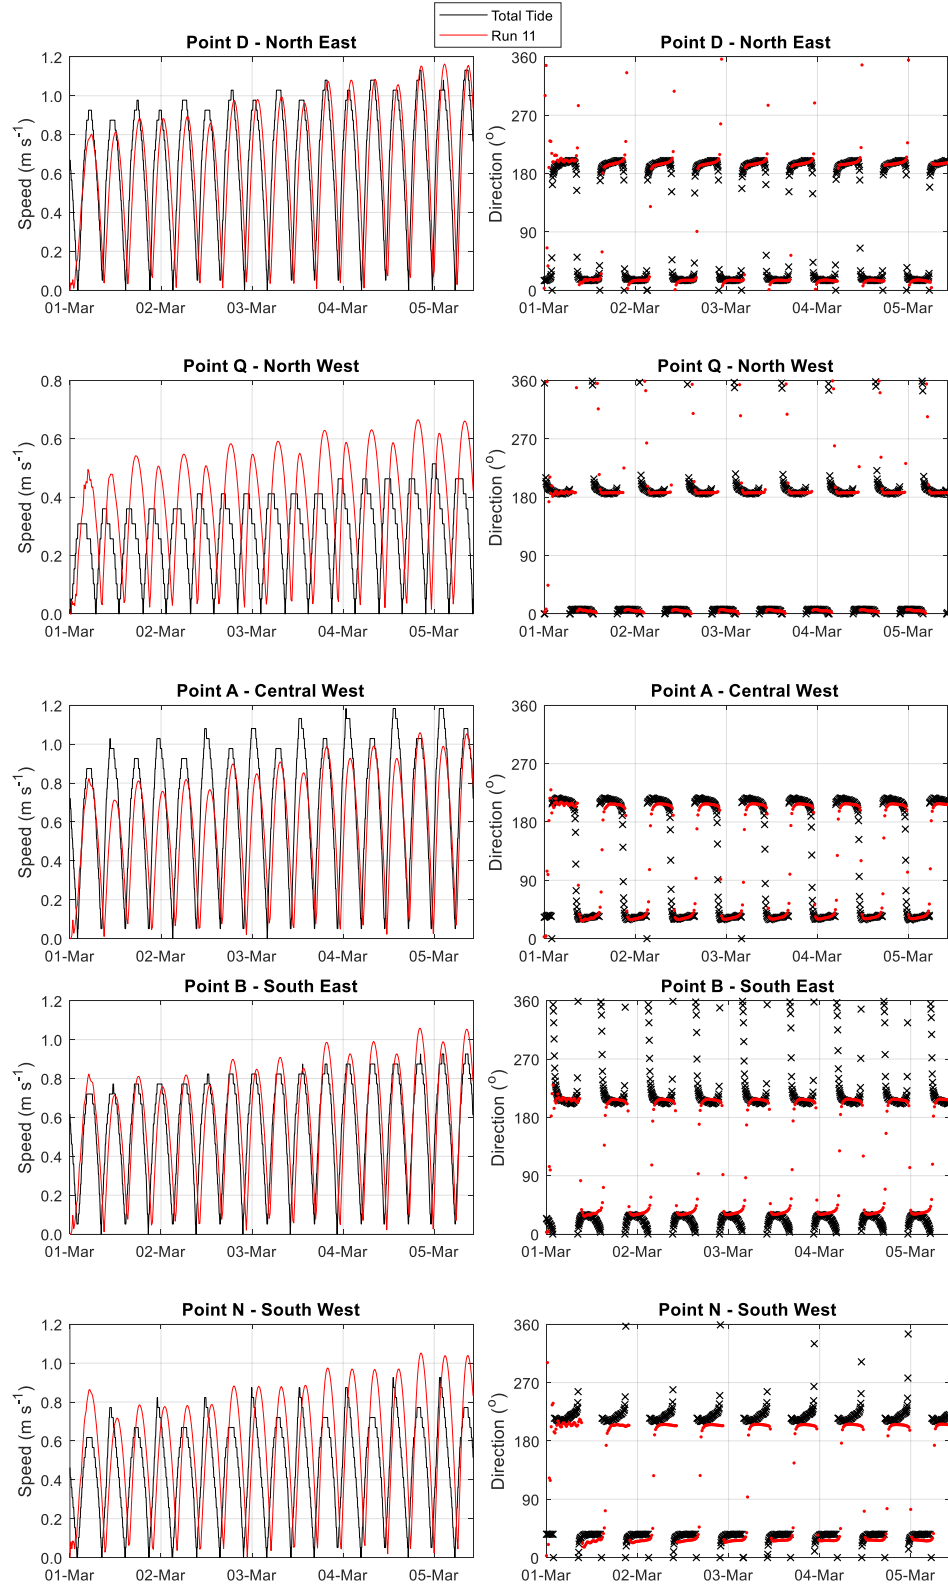 Total Tide
Run 11
Point D - North East
Point D - North East
Speed (m s⁻¹)
1.2
1.0
0.8
0.6
0.4
0.2
0.0
01-Mar 02-Mar 03-Mar 04-Mar 05-Mar
Direction (°)
360
270
180
90
0
01-Mar 02-Mar 03-Mar 04-Mar 05-Mar
Point Q - North West
Point Q - North West
Speed (m s⁻¹)
0.8
0.6
0.4
0.2
0.0
01-Mar 02-Mar 03-Mar 04-Mar 05-Mar
Direction (°)
360
270
180
90
0
01-Mar 02-Mar 03-Mar 04-Mar 05-Mar
Point A - Central West
Point A - Central West
Speed (m s⁻¹)
1.2
1.0
0.8
0.6
0.4
0.2
0.0
01-Mar 02-Mar 03-Mar 04-Mar 05-Mar
Direction (°)
360
270
180
90
0
01-Mar 02-Mar 03-Mar 04-Mar 05-Mar
Point B - South East
Point B - South East
Speed (m s⁻¹)
1.2
1.0
0.8
0.6
0.4
0.2
0.0
01-Mar 02-Mar 03-Mar 04-Mar 05-Mar
Direction (°)
360
270
180
90
0
01-Mar 02-Mar 03-Mar 04-Mar 05-Mar
Point N - South West
Point N - South West
Speed (m s⁻¹)
1.2
1.0
0.8
0.6
0.4
0.2
0.0
01-Mar 02-Mar 03-Mar 04-Mar 05-Mar
Direction (°)
360
270
180
90
0
01-Mar 02-Mar 03-Mar 04-Mar 05-Mar